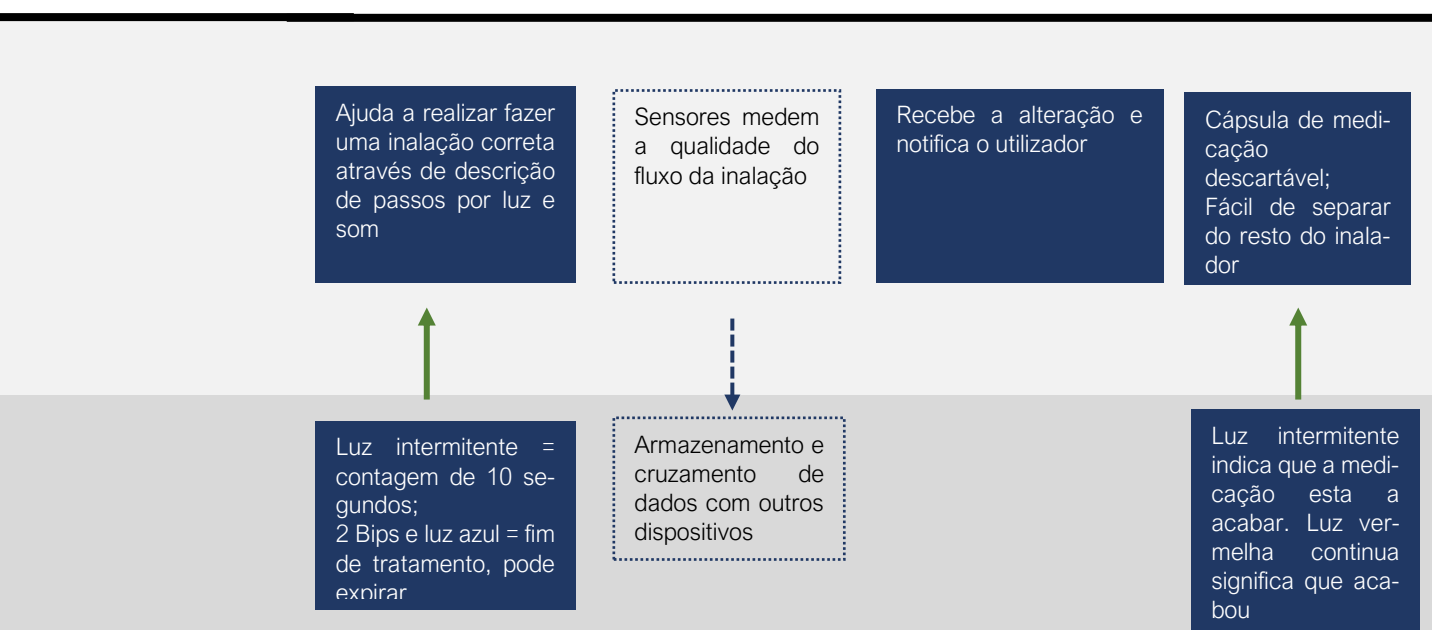 Ajuda a realizar fazer
uma inalação correta
através de descrição
de passos por luz e
som
Sensores medem
a qualidade do
fluxo da inalação
Recebe a alteração e
notifica o utilizador
Cápsula de medi-
cação
descartável;
Fácil de separar
do resto do inala-
dor
Luz intermitente =
contagem de 10 se-
gundos;
2 Bips e luz azul = fim
de tratamento, pode
expirar
Armazenamento e
cruzamento de
dados com outros
dispositivos
Luz intermitente
indica que a medi-
cação esta a
acabar. Luz ver-
melha continua
significa que aca-
bou